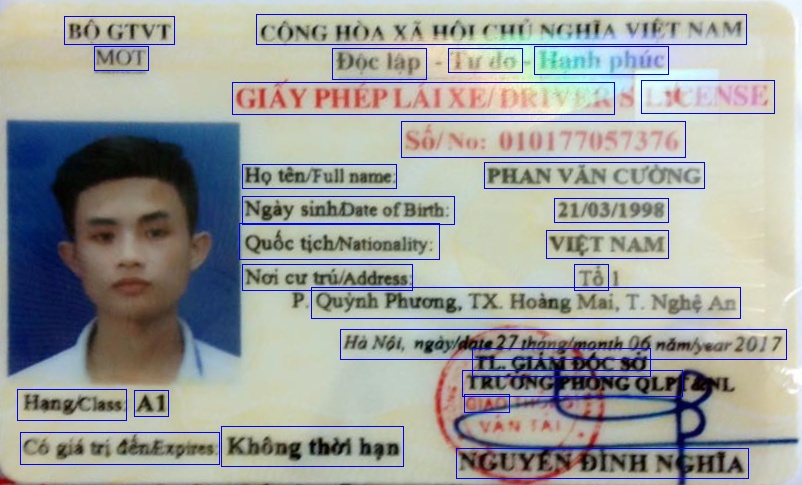 BỘ GTVT
MOT
CỘNG HÒA XÃ HỘI CHỦ NGHĨA VIỆT NAM
Độc lập - Tự do - Hạnh phúc
GIẤY PHÉP LÁI XE/ DRIVER'S LICENSE
Số/No: 010177057376
Họ tên/Full name: PHAN VĂN CƯỜNG
Ngày sinh/Date of Birth: 21/03/1998
Quốc tịch/Nationality: VIỆT NAM
Nơi cư trú/Address: Tổ 1
P. Quỳnh Phương, TX. Hoàng Mai, T. Nghệ An
Hà Nội, ngày/date 27 tháng/month 06 năm/year 2017
TL. GIÁM ĐỐC SỞ
TRƯỞNG PHÒNG QLPT &NL
GIAO THÔNG
VẬN TẢI
Hạng/Class: A1
Có giá trị đến/Expires: Không thời hạn
NGUYỄN ĐÌNH NGHĨA